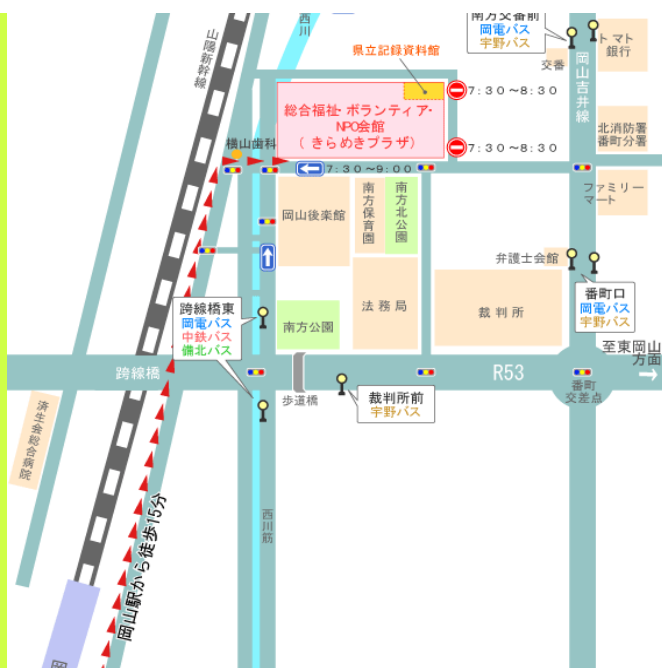 西川
山陽新幹線
南方交番前
岡電バス
宇野バス
トマト
銀行
交番
岡山吉井線
県立記録資料館
7:30～8:30
総合福祉・ボランティア・
NPO会館
(きらめきプラザ)
7:30～8:30
北消防署
番町分署
横山歯科
7:30～9:00
ファミリー
マート
岡山後楽館
南方保育園
南方北公園
弁護士会館
跨線橋東
岡電バス
中鉄バス
備北バス
南方公園
法務局
裁判所
番町口
岡電バス
宇野バス
至東岡山
方面
跨線橋
R53
番町
交差点
歩道橋
裁判所前
宇野バス
済生会総合病院
西川筋
岡山駅から徒歩15分
岡